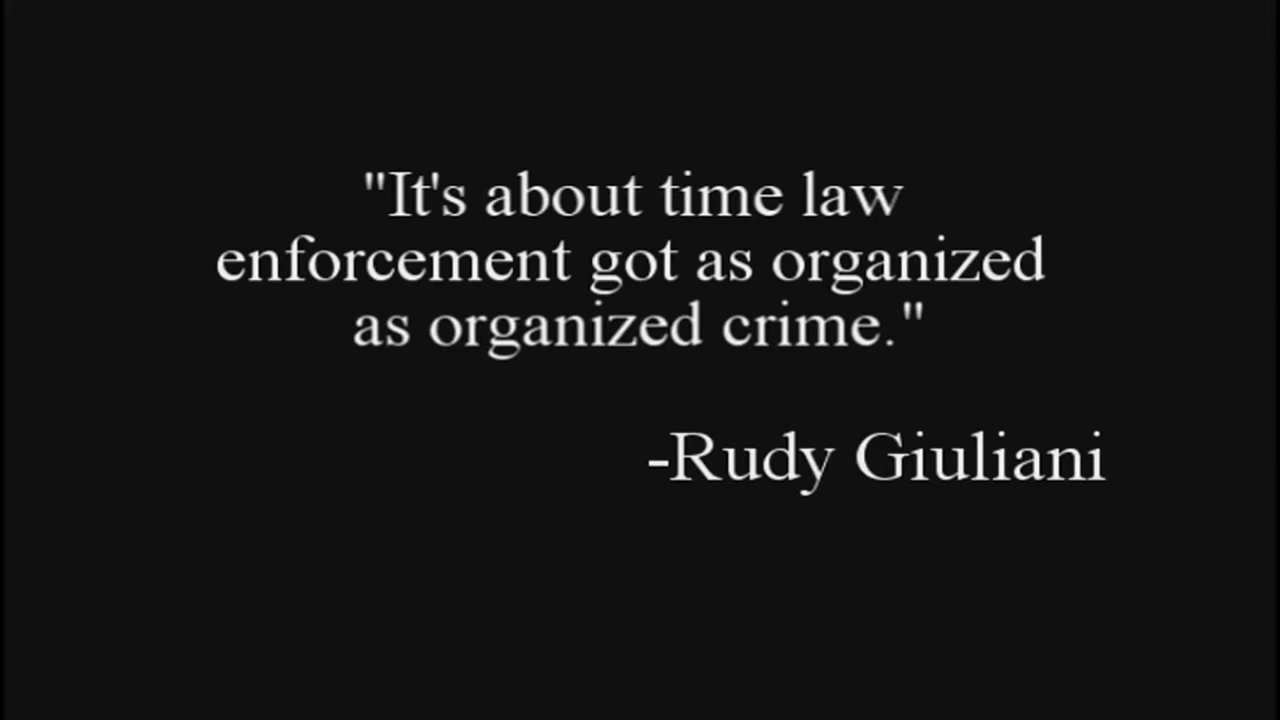 "It's about time law
enforcement got as organized
as organized crime."
-Rudy Giuliani